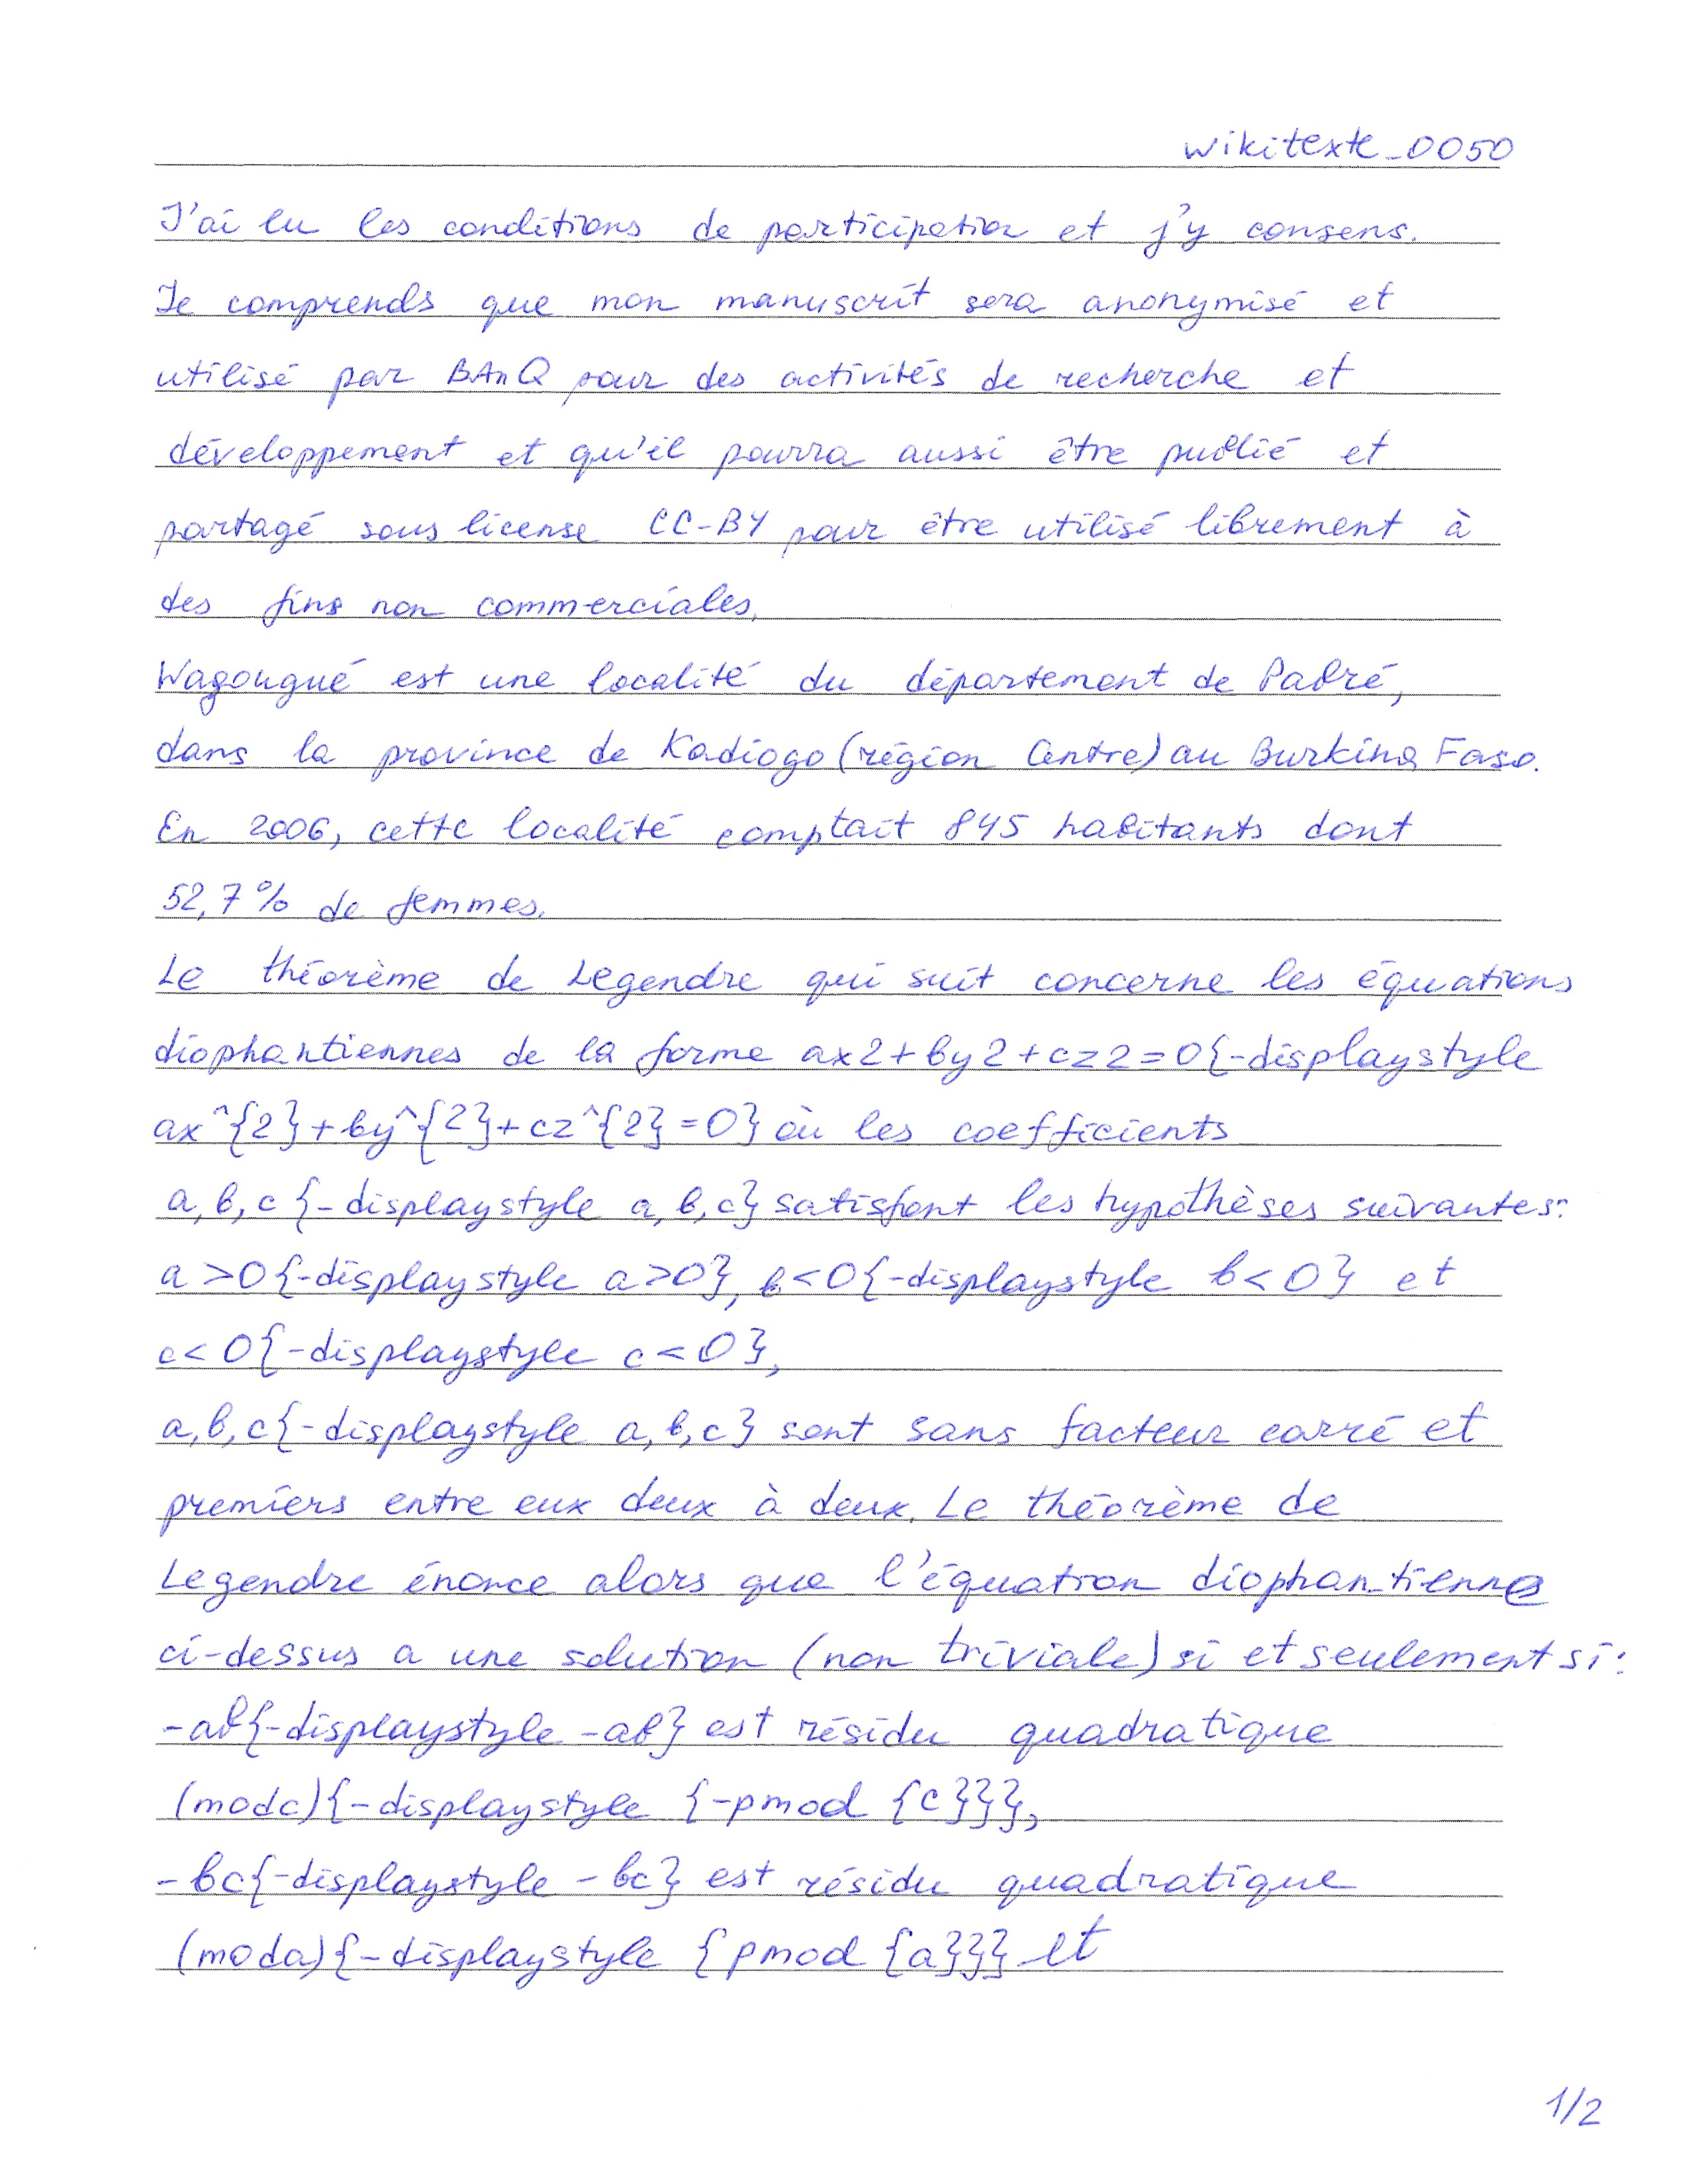 wikitexte_0050
J'ai lu les conditions de participation et j'y consens.
Je comprends que mon manuscrit sera anonymisé et
utilisé par BAnQ pour des activités de recherche et
développement et qu'il pourra aussi être publié et
partagé sous license CC-BY pour être utilisé librement à
des fins non commerciales.
Wagougué est une localité du département de Pabré,
dans la province de Kadiogo (région Centre) au Burkina Faso.
En 2006, cette localité comptait 845 habitants dont
52,7% de femmes.
Le théorème de Legendre qui suit concerne les équations
diophantiennes de la forme ax2+by2+cz2=0{-displaystyle
ax^{2}+by^{2}+cz^{2}=0} où les coefficients
a,b,c {-displaystyle a,b,c} satisfont les hypothèses suivantes:
a>0{-displaystyle a>0}, b<0{-displaystyle b<0} et
c<0{-displaystyle c<0},
a,b,c{-displaystyle a,b,c} sont sans facteur carré et
premiers entre eux deux à deux. Le théorème de
Legendre énonce alors que l'équation diophantienne
ci-dessus a une solution (non triviale) si et seulement si:
-ab{-displaystyle -ab} est résidu quadratique
(modc){-displaystyle {-pmod {c}}},
-bc{-displaystyle -bc} est résidu quadratique
(moda){-displaystyle {pmod {a}}} et
1/2